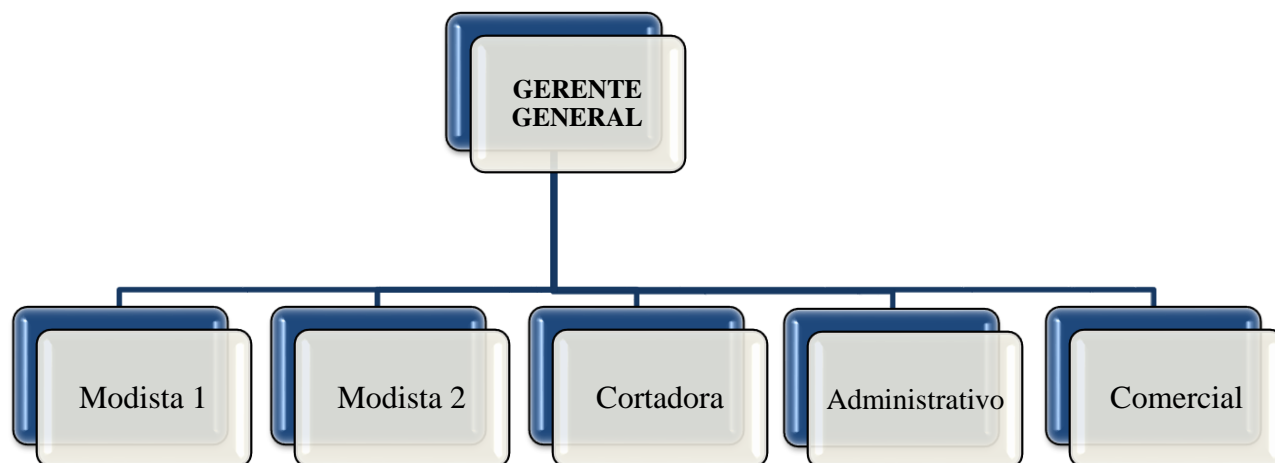 GERENTE
GENERAL
Modista 1
Modista 2
Cortadora
Administrativo
Comercial